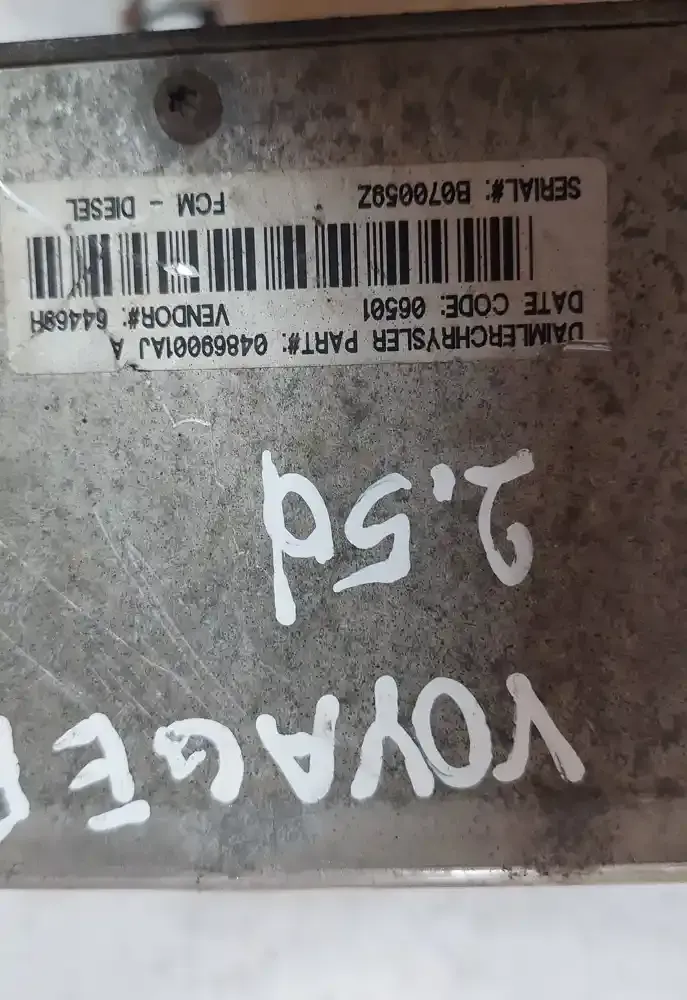 VOYAGER
2.5d
DAIMLERCHRYSLER PART#: 04869001AJ A
DATE CODE: 06501 VENDOR#: 64469H
SERIAL#: B070059Z FCM - DIESEL